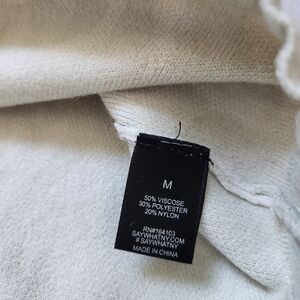 M
50% VISCOSE
30% POLYESTER
20% NYLON
RN#164103
SAYWHATNY.COM
# SAYWHATNY
MADE IN CHINA